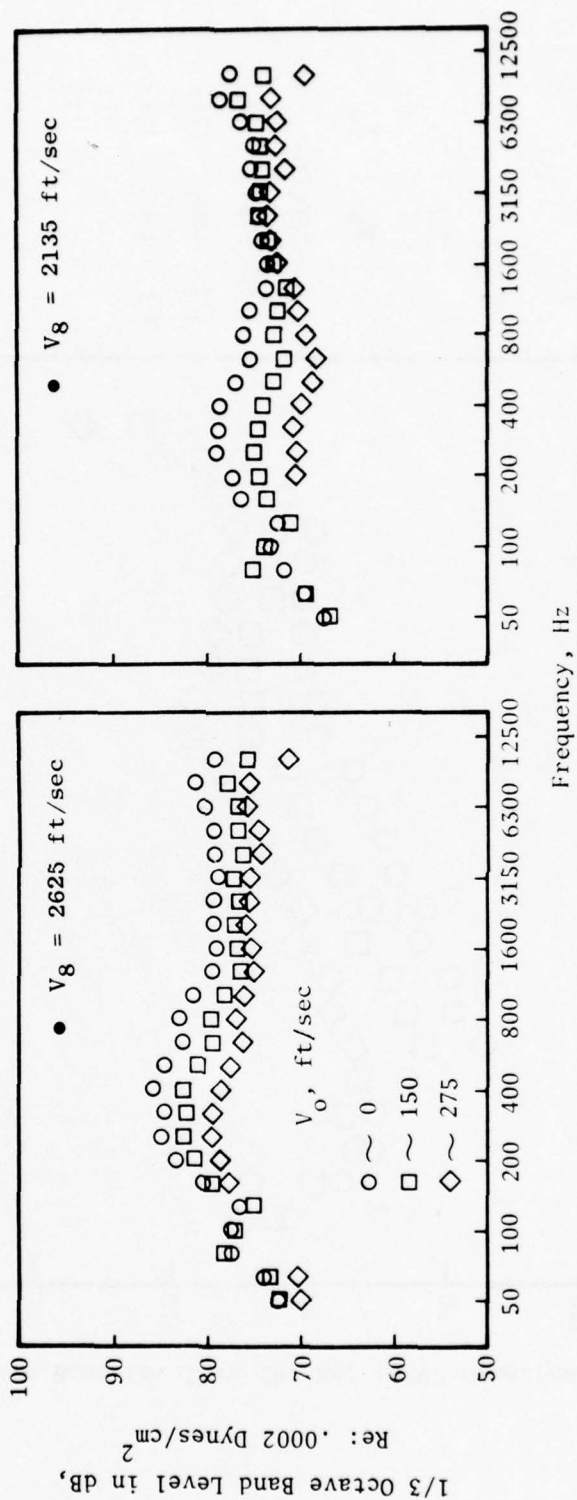 1/3 Octave Band Level in dB,
Re: .0002 Dynes/cm²
100
90
80
70
60
50
● V₈ = 2625 ft/sec
V₀, ft/sec
○ ~ 0
□ ~ 150
◇ ~ 275
50 100 200 400 800 1600 3150 6300 12500
● V₈ = 2135 ft/sec
50 100 200 400 800 1600 3150 6300 12500
Frequency, Hz